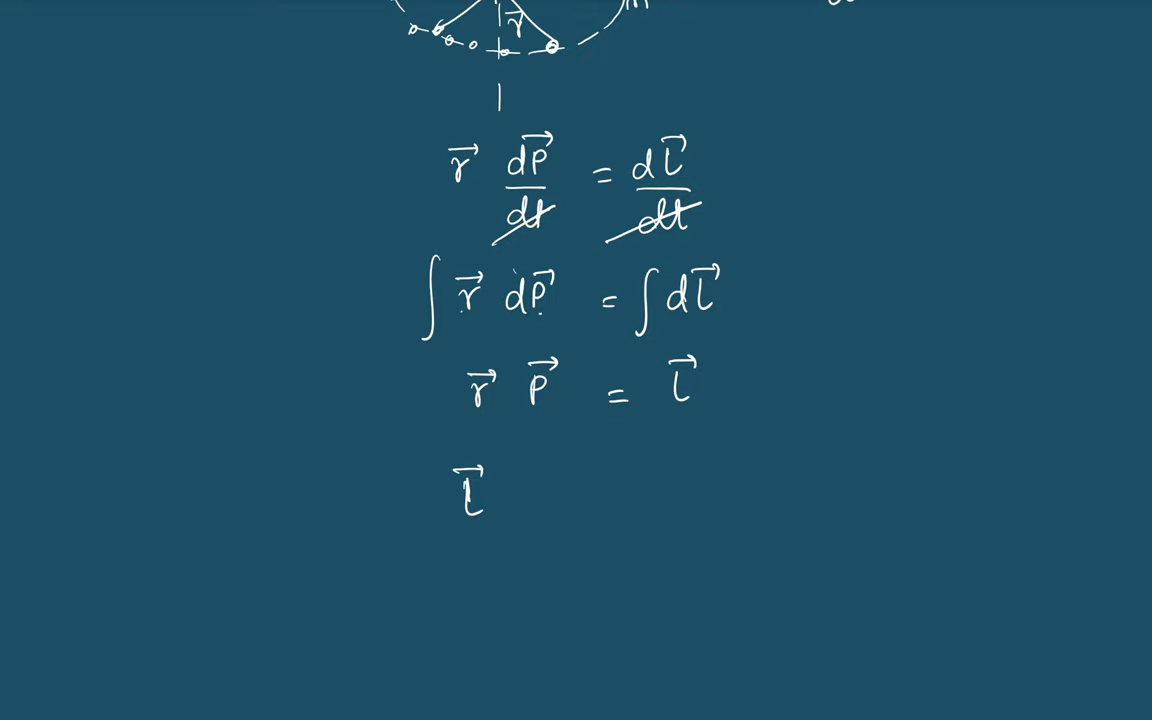 r⃗ m
r⃗ dP⃗/dt = dL⃗/dt
∫ r⃗ dP⃗ = ∫ dL⃗
r⃗ P⃗ = L⃗
L⃗